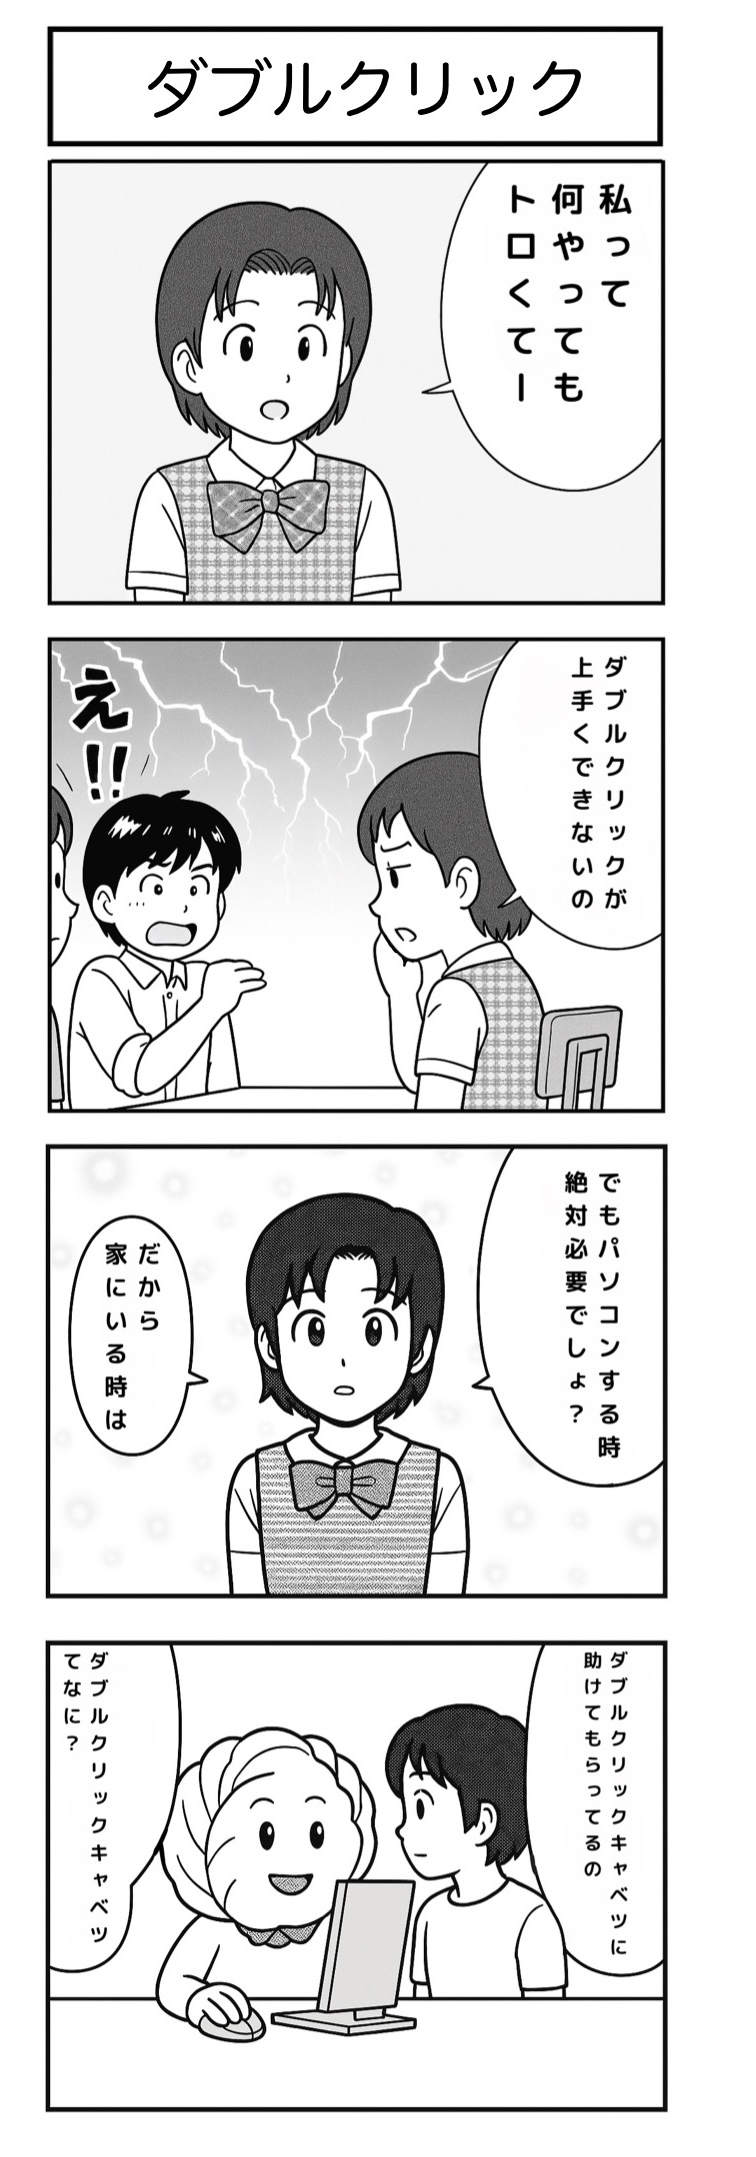 ダブルクリック
私って
何やっても
トロくてー
ダブルクリックが
上手くできないの
え!!
でもパソコンする時
絶対必要でしょ?
だから
家にいる時は
ダブルクリックキャベツに
助けてもらってるの
ダブルクリックキャベツ
てなに?